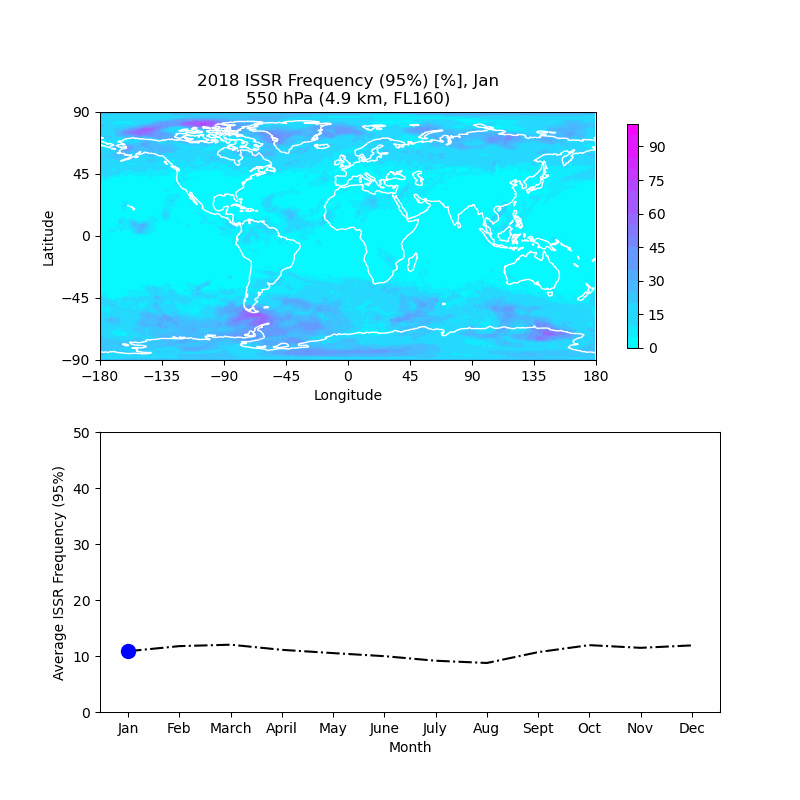 2018 ISSR Frequency (95%) [%], Jan
550 hPa (4.9 km, FL160)
90
45
0
−45
−90
Latitude
−180 −135 −90 −45 0 45 90 135 180
Longitude
90
75
60
45
30
15
0
50
40
30
20
10
0
Average ISSR Frequency (95%)
Jan Feb March April May June July Aug Sept Oct Nov Dec
Month